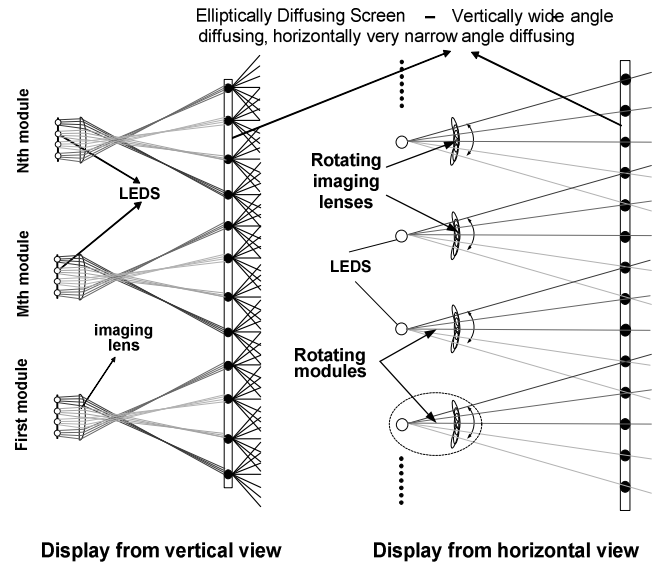 Elliptically Diffusing Screen – Vertically wide angle
diffusing, horizontally very narrow angle diffusing
Nth module
LEDS
Mth module
imaging
lens
First module
Display from vertical view
Rotating
imaging
lenses
LEDS
Rotating
modules
Display from horizontal view